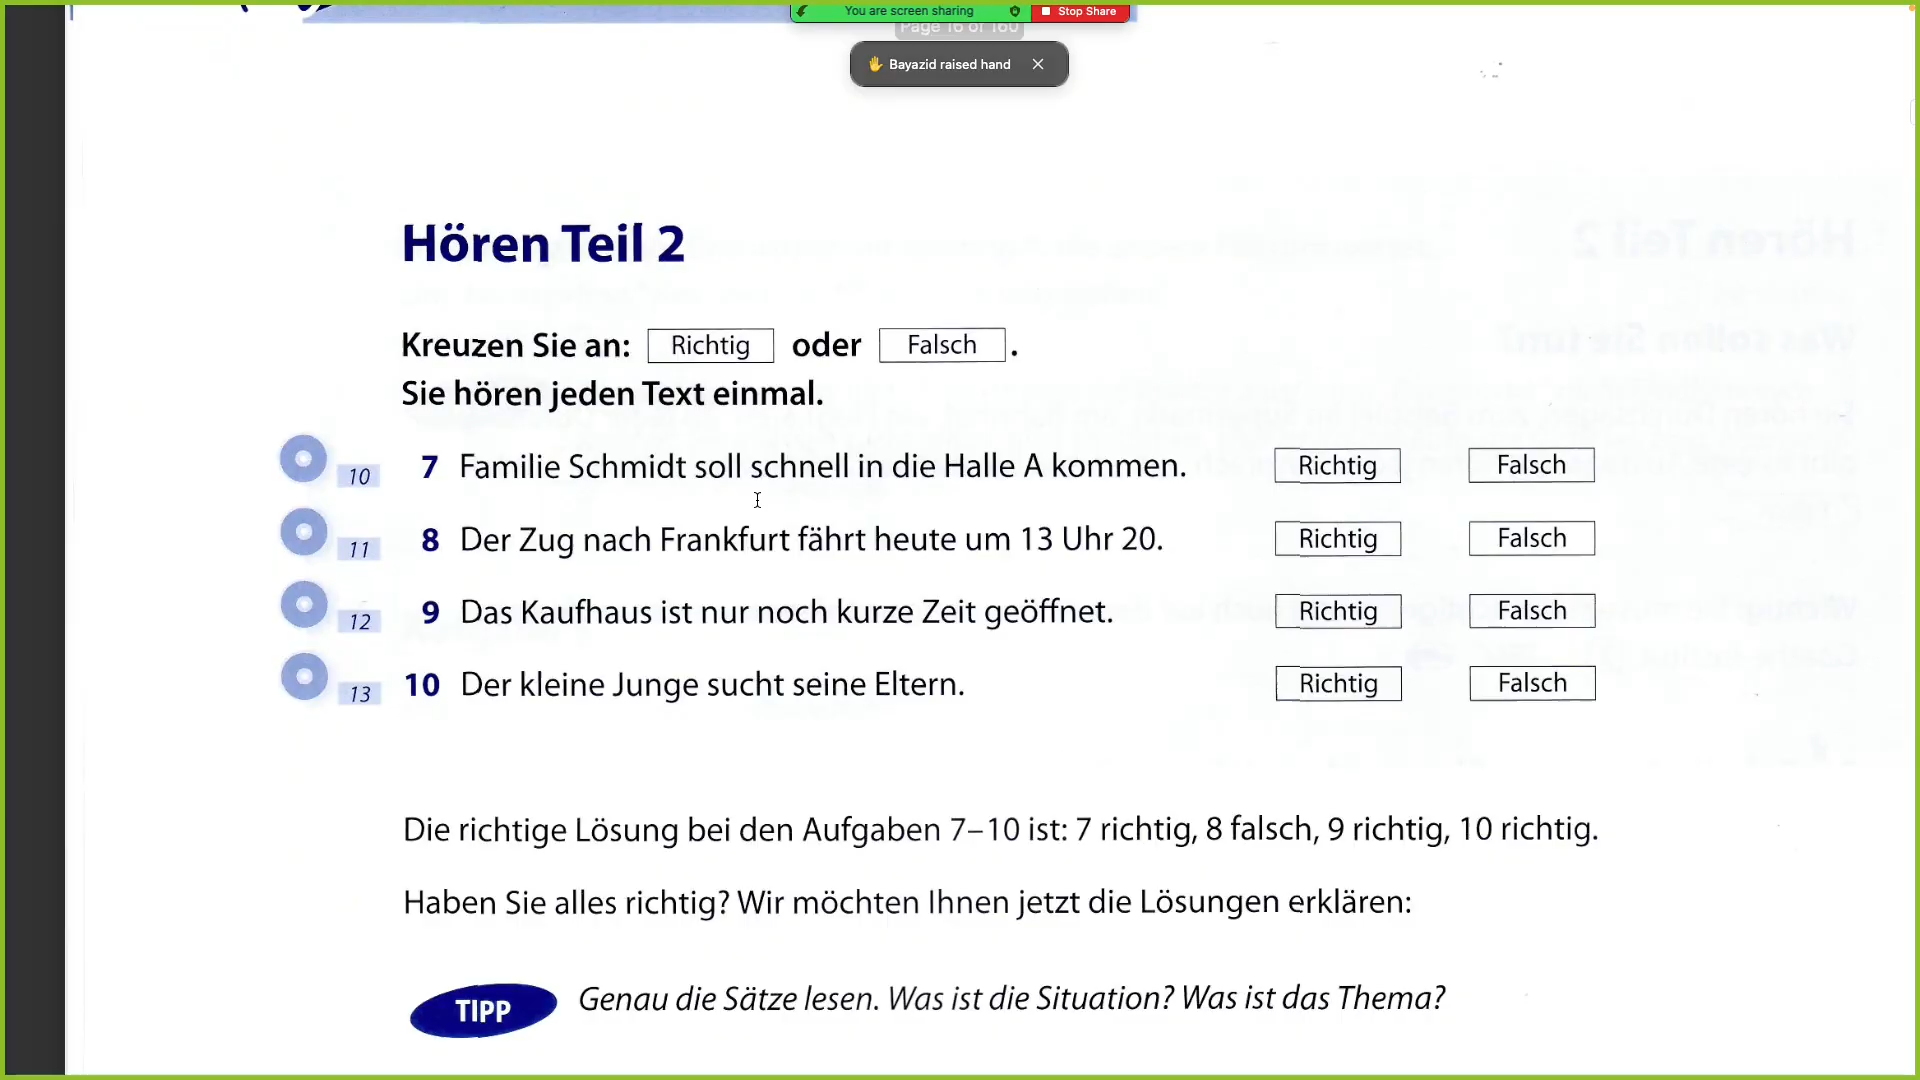 You are screen sharing Stop Share
Page 16 of 160
Bayazid raised hand
Hören Teil 2
Kreuzen Sie an: Richtig oder Falsch .
Sie hören jeden Text einmal.
10 7 Familie Schmidt soll schnell in die Halle A kommen. Richtig Falsch
11 8 Der Zug nach Frankfurt fährt heute um 13 Uhr 20. Richtig Falsch
12 9 Das Kaufhaus ist nur noch kurze Zeit geöffnet. Richtig Falsch
13 10 Der kleine Junge sucht seine Eltern. Richtig Falsch
Die richtige Lösung bei den Aufgaben 7–10 ist: 7 richtig, 8 falsch, 9 richtig, 10 richtig.
Haben Sie alles richtig? Wir möchten Ihnen jetzt die Lösungen erklären:
TIPP Genau die Sätze lesen. Was ist die Situation? Was ist das Thema?